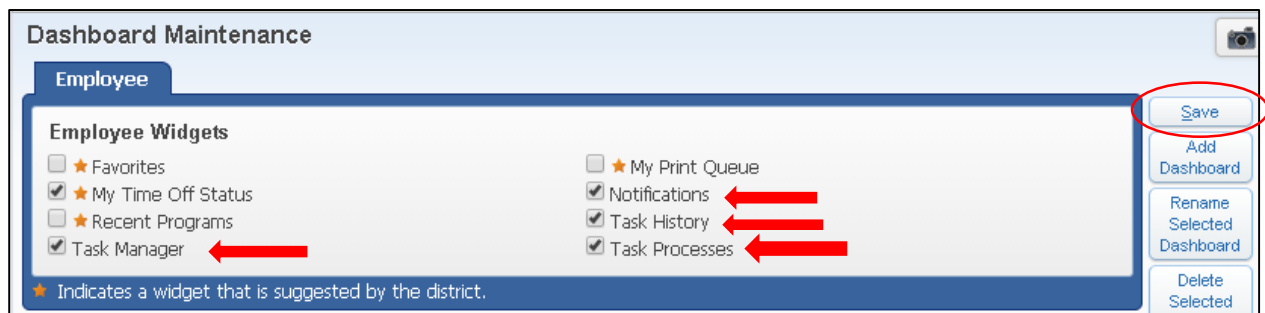 Dashboard Maintenance
Employee
Employee Widgets
★ Favorites
★ My Time Off Status
★ Recent Programs
Task Manager
★ My Print Queue
Notifications
Task History
Task Processes
★ Indicates a widget that is suggested by the district.
Save
Add
Dashboard
Rename
Selected
Dashboard
Delete
Selected